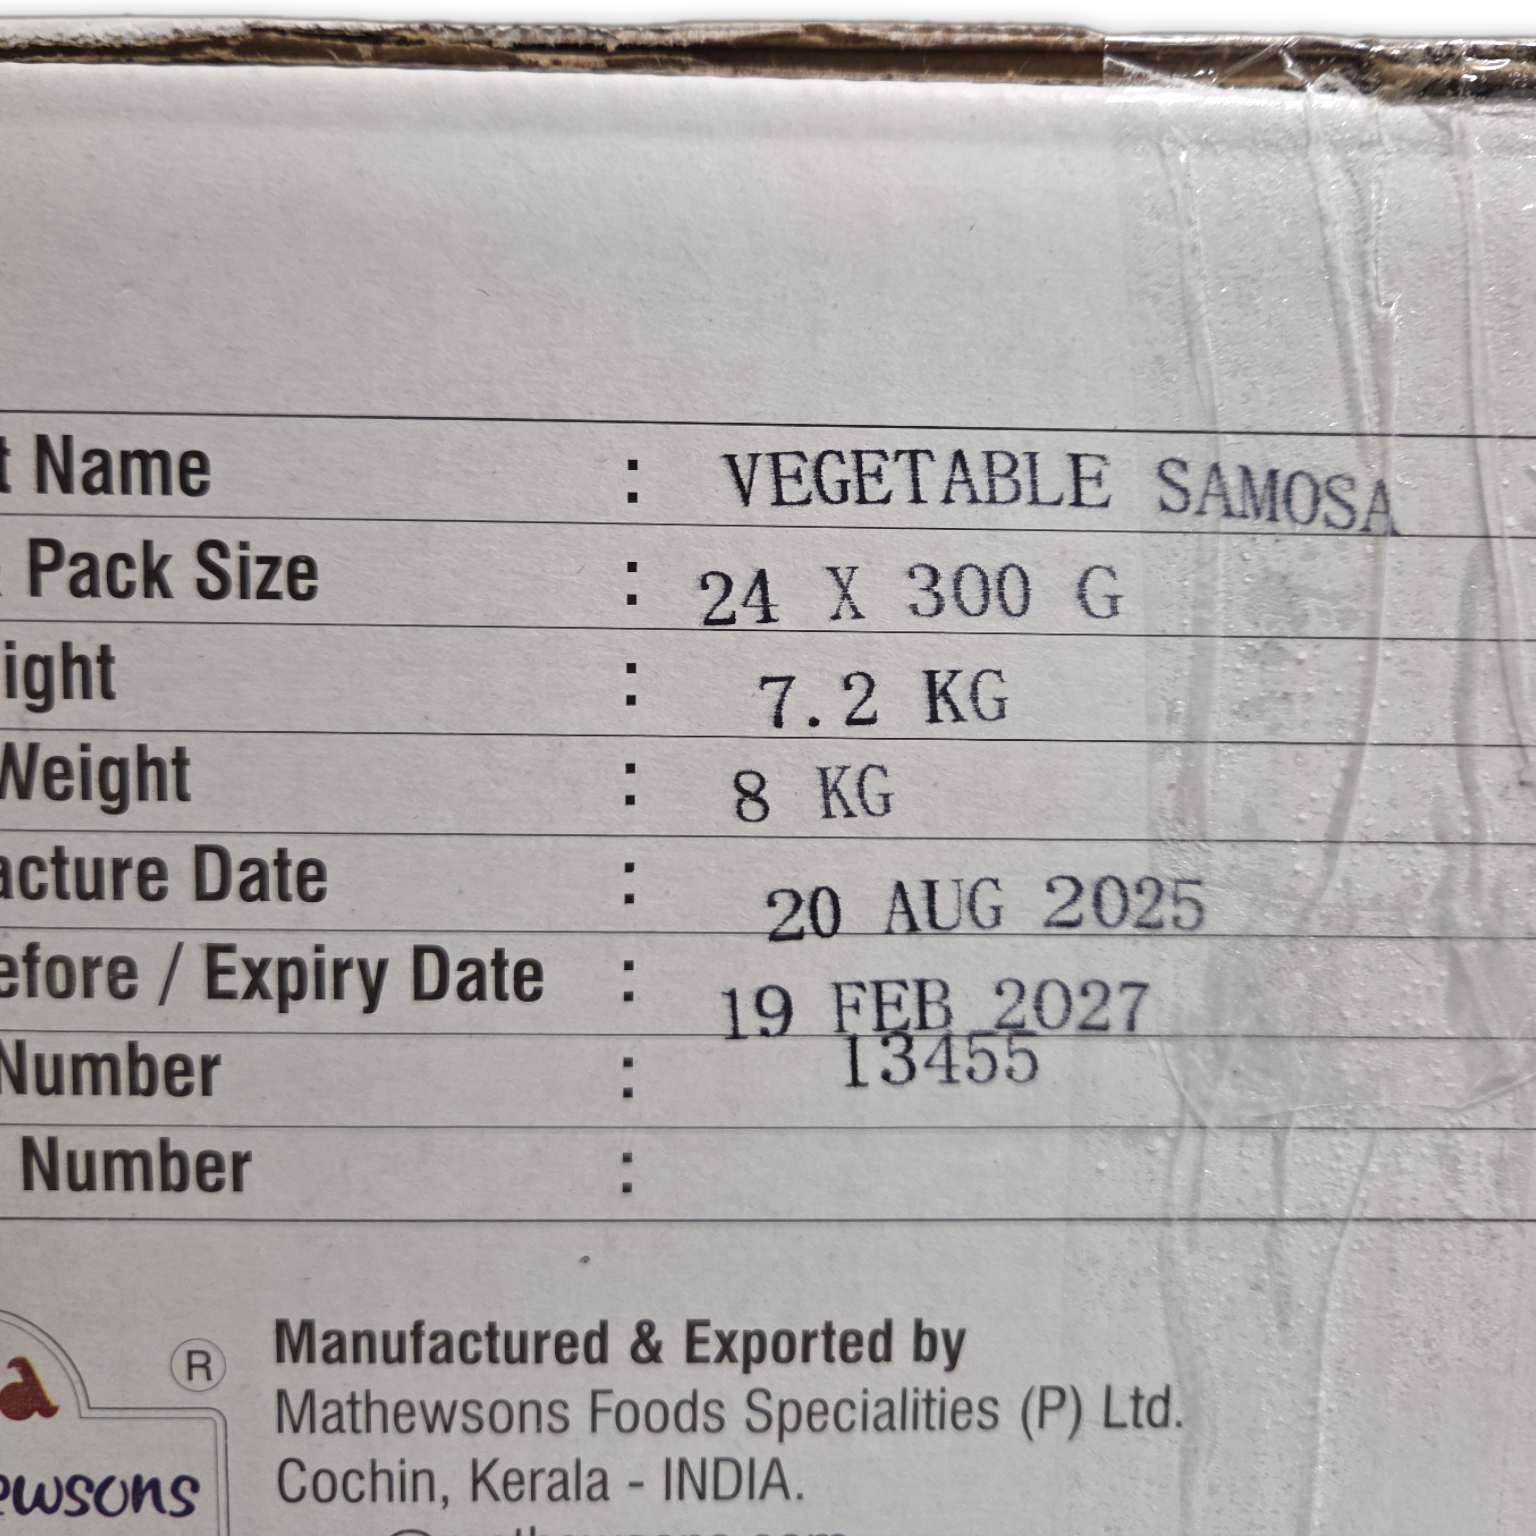 t Name : VEGETABLE SAMOSA
Pack Size : 24 X 300 G
ight : 7.2 KG
Weight : 8 KG
acture Date : 20 AUG 2025
efore / Expiry Date : 19 FEB 2027
Number : 13455
Number :
Manufactured & Exported by
a ®
Mathewsons Foods Specialities (P) Ltd.
ewsons
Cochin, Kerala - INDIA.